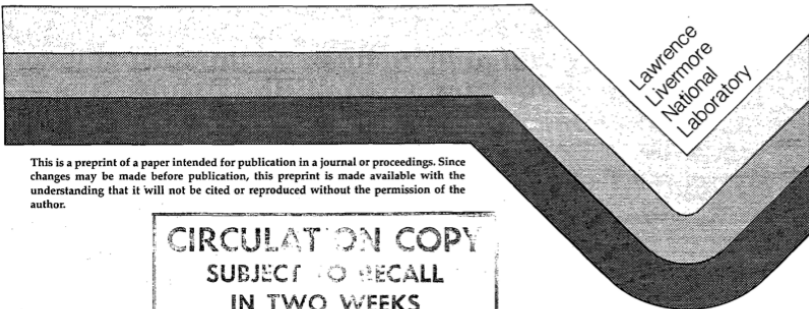 Lawrence
Livermore
National
Laboratory
This is a preprint of a paper intended for publication in a journal or proceedings. Since
changes may be made before publication, this preprint is made available with the
understanding that it will not be cited or reproduced without the permission of the
author.
CIRCULATION COPY
SUBJECT TO RECALL
IN TWO WEEKS